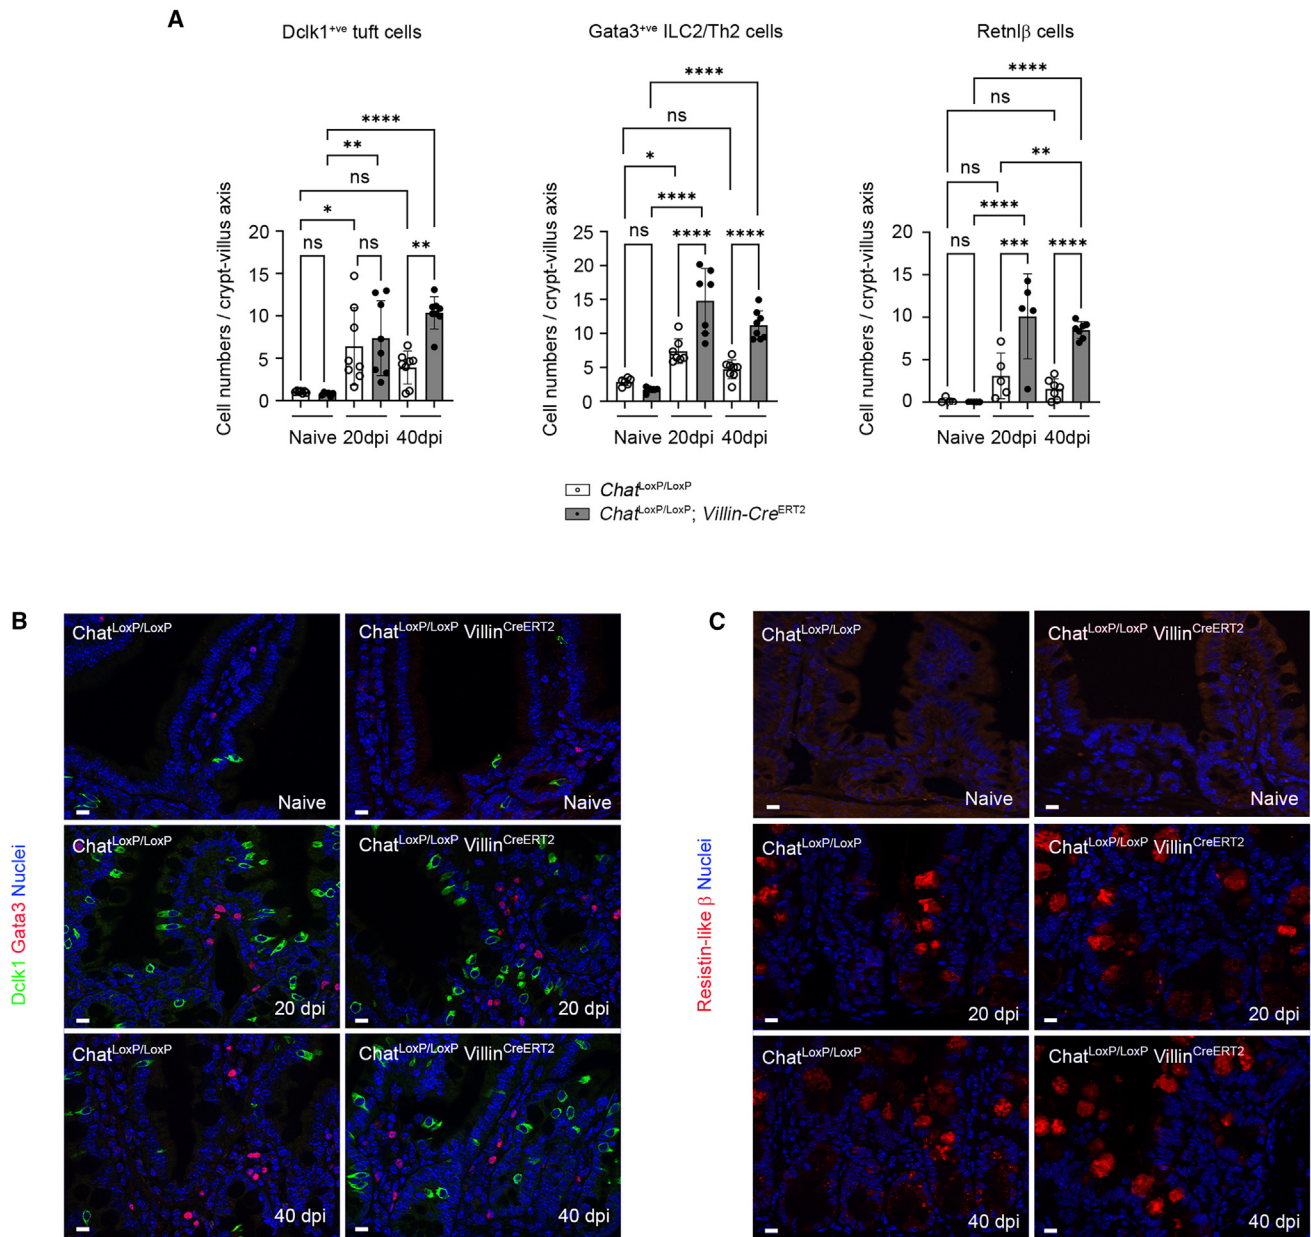 A
Dclk1+ve tuft cells
Gata3+ve ILC2/Th2 cells
Retnlβ cells
Cell numbers / crypt-villus axis
20
15
10
5
0
ns
*
ns
**
****
ns
**
Naive 20dpi 40dpi
Cell numbers / crypt-villus axis
25
20
15
10
5
0
ns
*
ns
****
****
****
****
Naive 20dpi 40dpi
Cell numbers / crypt-villus axis
20
15
10
5
0
ns
ns
ns
****
****
**
***
****
Naive 20dpi 40dpi
ChatLoxP/LoxP
ChatLoxP/LoxP; Villin-CreERT2
B
Dclk1 Gata3 Nuclei
ChatLoxP/LoxP
Naive
ChatLoxP/LoxP VillinCreERT2
Naive
ChatLoxP/LoxP
20 dpi
ChatLoxP/LoxP VillinCreERT2
20 dpi
ChatLoxP/LoxP
40 dpi
ChatLoxP/LoxP VillinCreERT2
40 dpi
C
Resistin-like β Nuclei
ChatLoxP/LoxP
Naive
ChatLoxP/LoxP VillinCreERT2
Naive
ChatLoxP/LoxP
20 dpi
ChatLoxP/LoxP VillinCreERT2
20 dpi
ChatLoxP/LoxP
40 dpi
ChatLoxP/LoxP VillinCreERT2
40 dpi